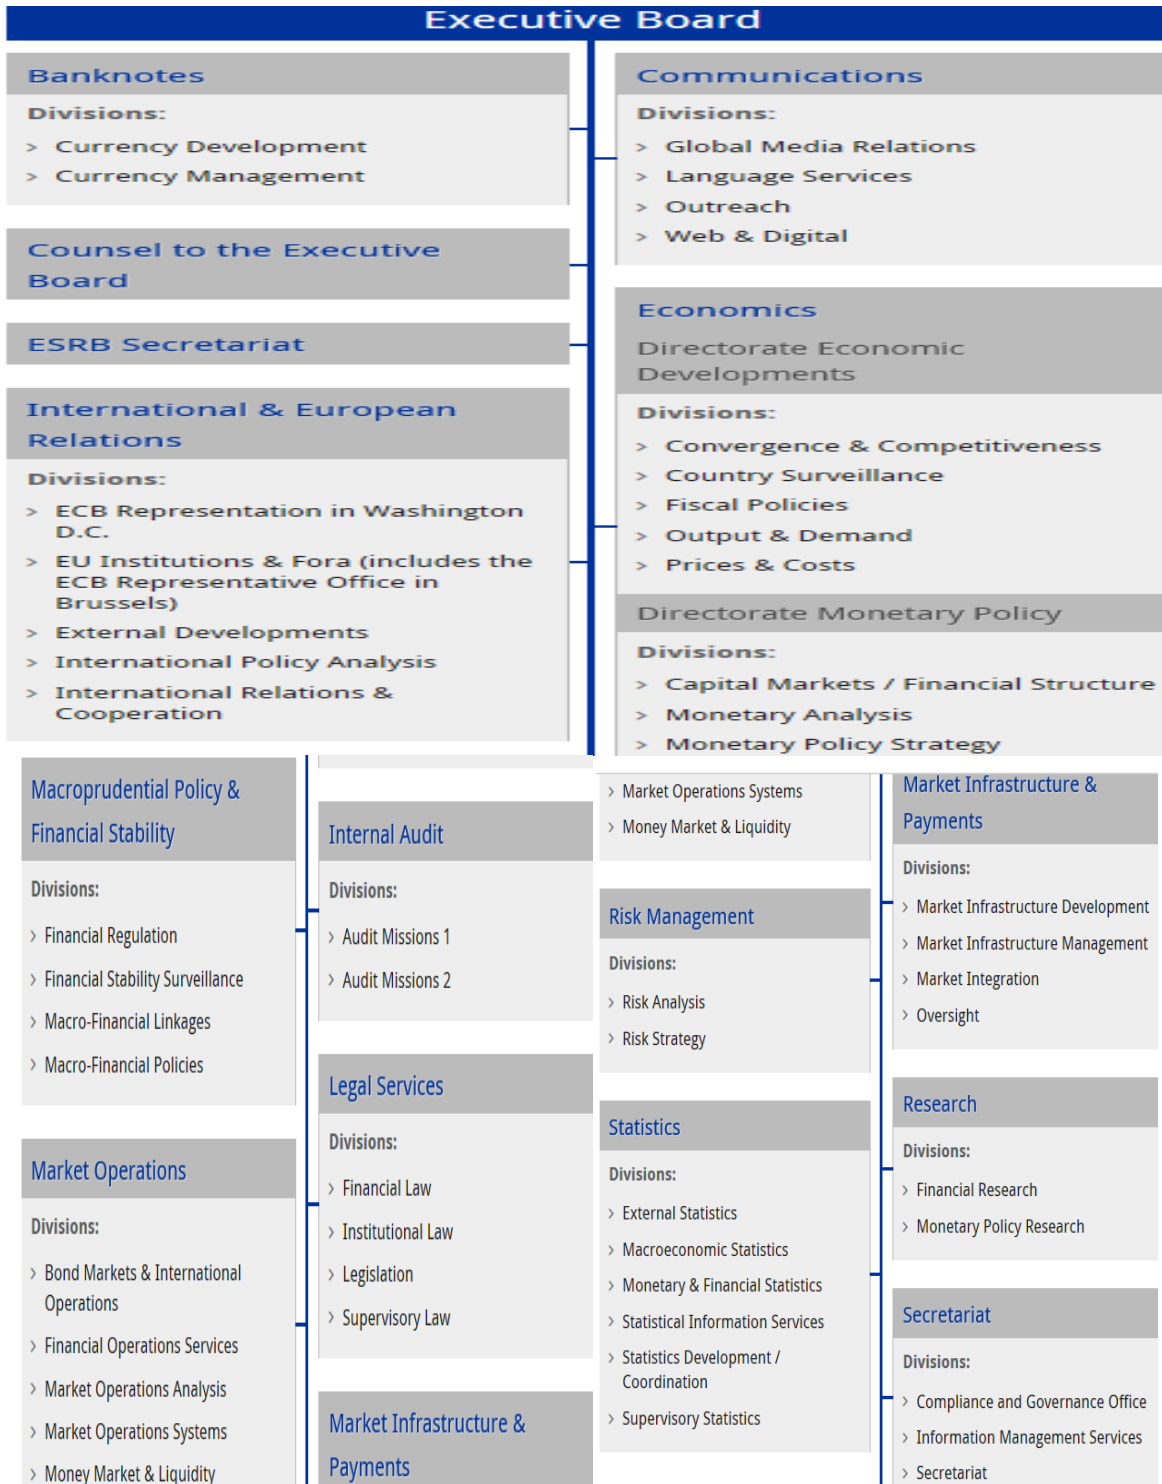 Executive Board
Banknotes
Divisions:
> Currency Development
> Currency Management
Counsel to the Executive
Board
ESRB Secretariat
International & European
Relations
Divisions:
> ECB Representation in Washington
D.C.
> EU Institutions & Fora (includes the
ECB Representative Office in
Brussels)
> External Developments
> International Policy Analysis
> International Relations &
Cooperation
Communications
Divisions:
> Global Media Relations
> Language Services
> Outreach
> Web & Digital
Economics
Directorate Economic
Developments
Divisions:
> Convergence & Competitiveness
> Country Surveillance
> Fiscal Policies
> Output & Demand
> Prices & Costs
Directorate Monetary Policy
Divisions:
> Capital Markets / Financial Structure
> Monetary Analysis
> Monetary Policy Strategy
Macroprudential Policy &
Financial Stability
Divisions:
> Financial Regulation
> Financial Stability Surveillance
> Macro-Financial Linkages
> Macro-Financial Policies
Market Operations
Divisions:
> Bond Markets & International
Operations
> Financial Operations Services
> Market Operations Analysis
> Market Operations Systems
> Money Market & Liquidity
Internal Audit
Divisions:
> Audit Missions 1
> Audit Missions 2
Legal Services
Divisions:
> Financial Law
> Institutional Law
> Legislation
> Supervisory Law
Market Infrastructure &
Payments
> Market Operations Systems
> Money Market & Liquidity
Risk Management
Divisions:
> Risk Analysis
> Risk Strategy
Statistics
Divisions:
> External Statistics
> Macroeconomic Statistics
> Monetary & Financial Statistics
> Statistical Information Services
> Statistics Development /
Coordination
> Supervisory Statistics
Market Infrastructure &
Payments
Divisions:
> Market Infrastructure Development
> Market Infrastructure Management
> Market Integration
> Oversight
Research
Divisions:
> Financial Research
> Monetary Policy Research
Secretariat
Divisions:
> Compliance and Governance Office
> Information Management Services
> Secretariat